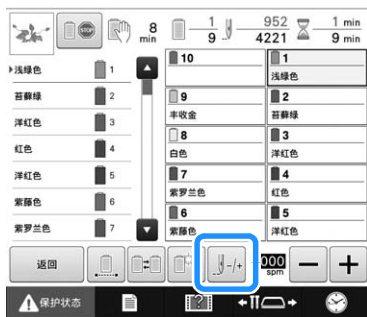 8
min
1
9
952
4221
1 min
9 min
浅绿色 1
苔藓绿 2
洋红色 3
红色 4
洋红色 5
紫藤色 6
紫罗兰色 7
10
1
浅绿色
9
丰收金
2
苔藓绿
8
白色
3
洋红色
7
紫罗兰色
4
红色
6
紫藤色
5
洋红色
返回
-/+
000
spm
保护状态